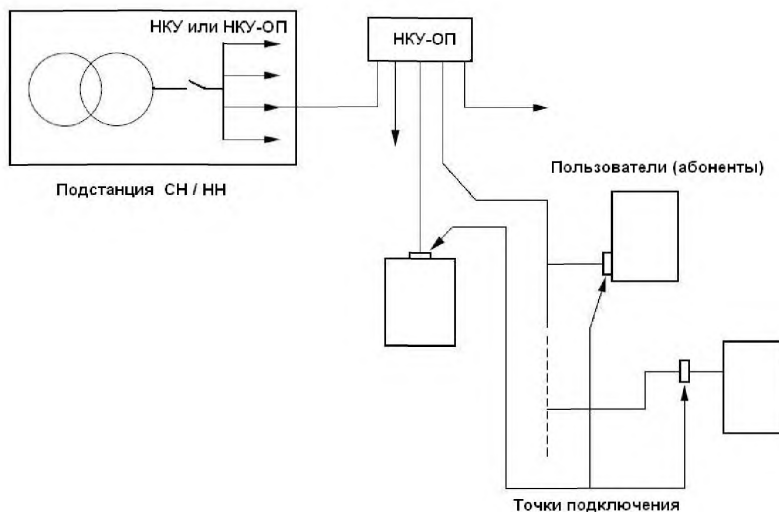 НКУ или НКУ-ОП
НКУ-ОП
Подстанция СН / НН
Пользователи (абоненты)
Точки подключения